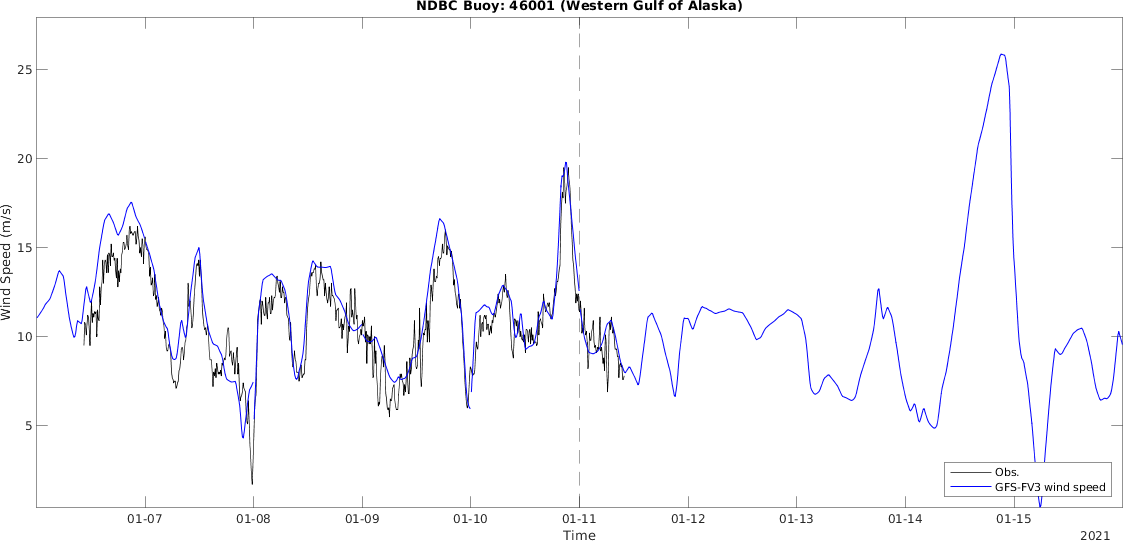 NDBC Buoy: 46001 (Western Gulf of Alaska)
Wind Speed (m/s)
25
20
15
10
5
Obs.
GFS-FV3 wind speed
01-07 01-08 01-09 01-10 01-11 01-12 01-13 01-14 01-15
Time
2021